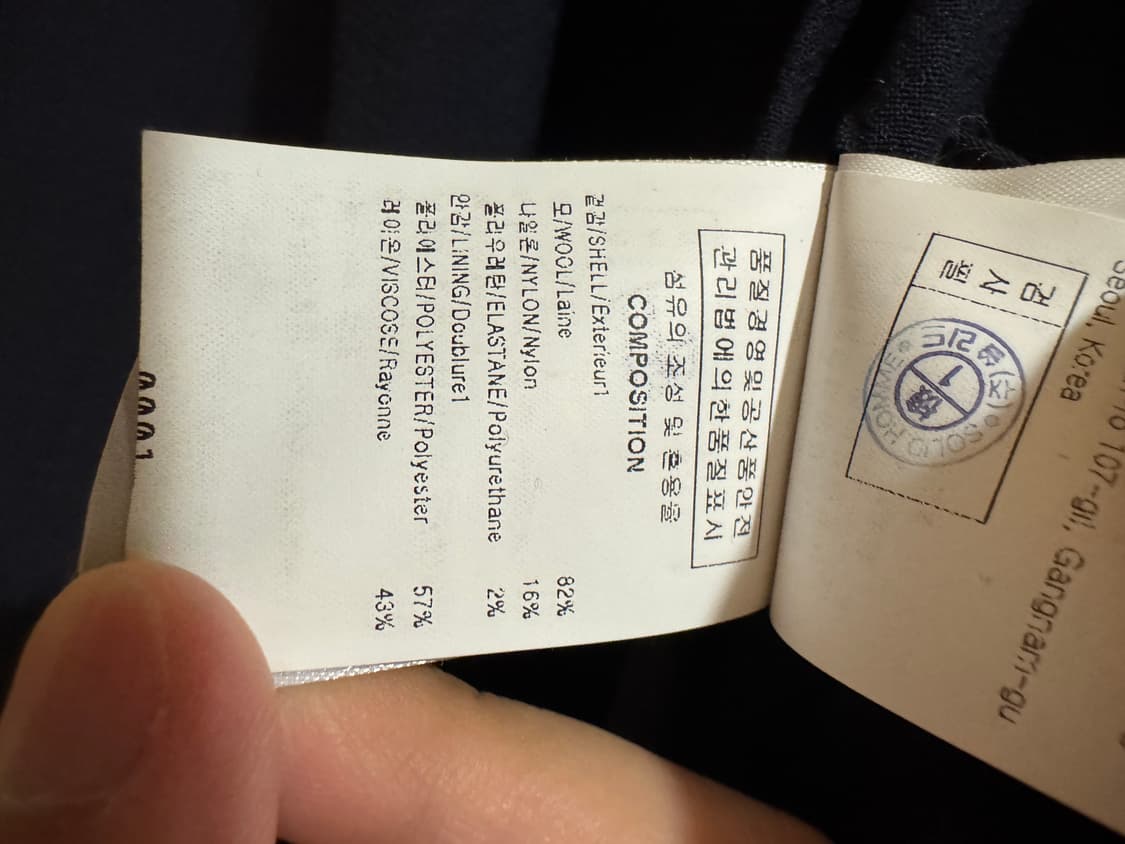 품질경영및공산품안전
관리법에의한품질표시
섬유의 조성 및 혼용율
COMPOSITION
겉감/SHELL/Exterieur1
모/WOOL/Laine 82%
나일론/NYLON/Nylon 16%
폴리우레탄/ELASTANE/Polyurethane 2%
안감/LINING/Doublure1
폴리에스터/POLYESTER/Polyester 57%
레이온/VISCOSE/Rayonne 43%
0001
107-gil, Gangnam-gu
Seoul, Korea
검
사
필
SOLID HOMME
1